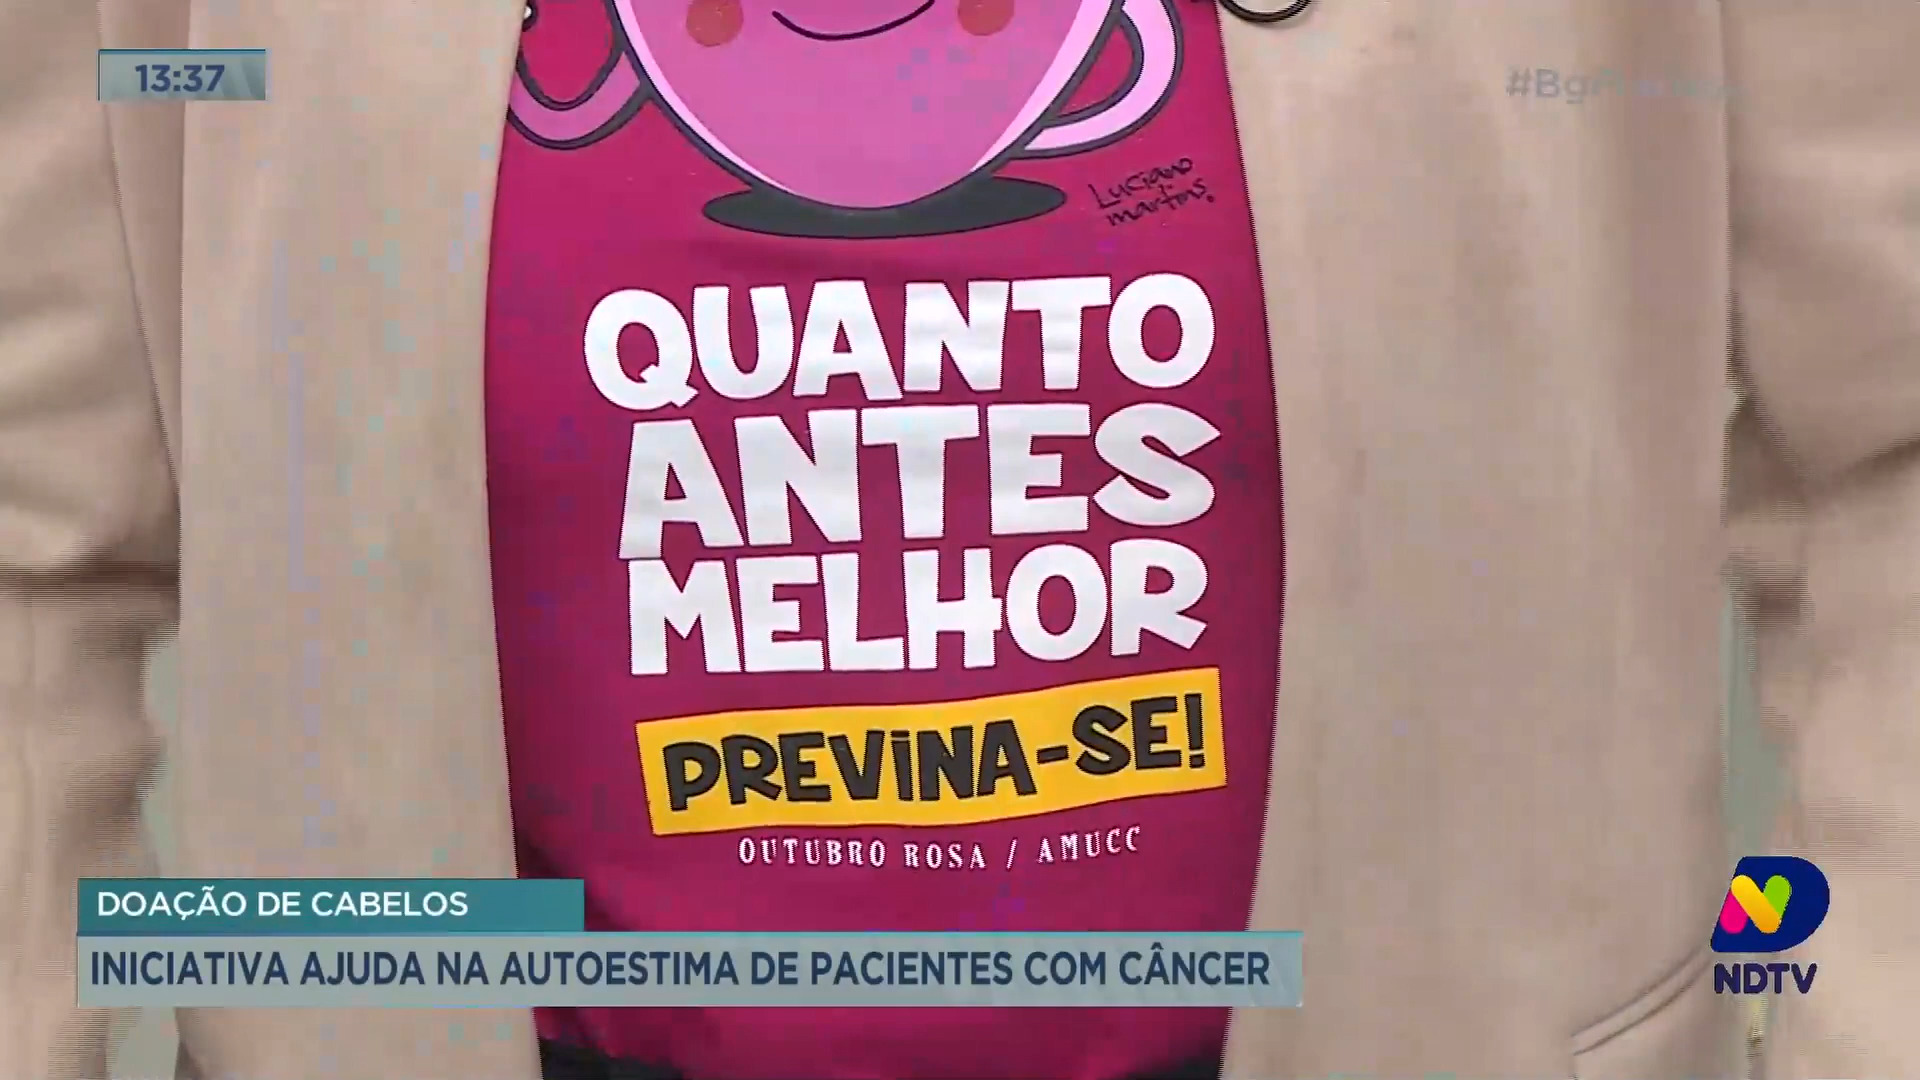 13:37
Luciano
martins.
QUANTO
ANTES
MELHOR
PREVINA-SE!
OUTUBRO ROSA / AMUCC
DOAÇÃO DE CABELOS
INICIATIVA AJUDA NA AUTOESTIMA DE PACIENTES COM CÂNCER
NDTV